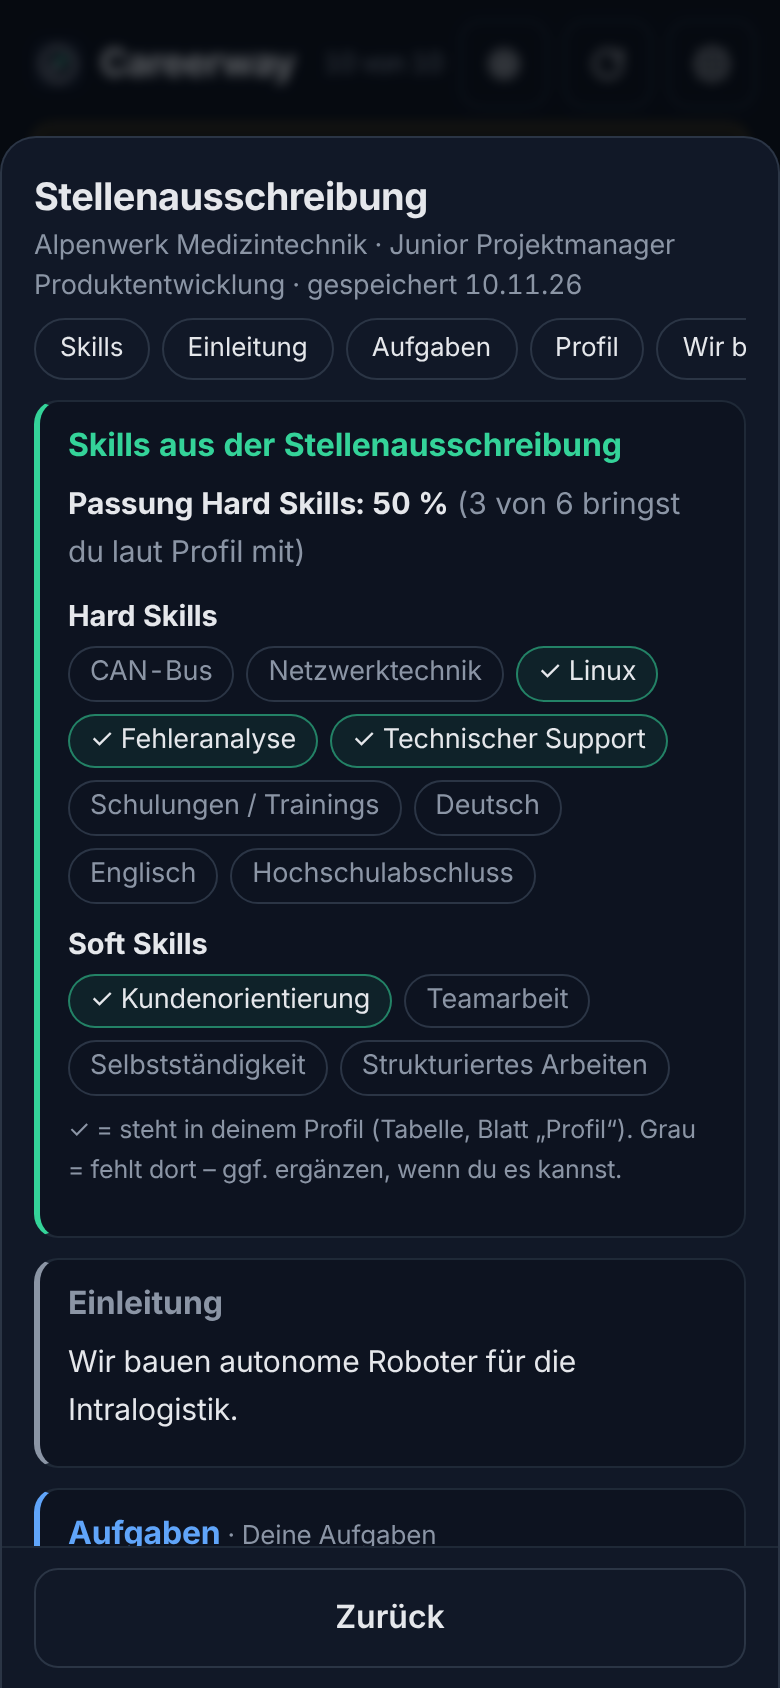 Careerway
Stellenausschreibung
Alpenwerk Medizintechnik · Junior Projektmanager
Produktentwicklung · gespeichert 10.11.26
Skills Einleitung Aufgaben Profil Wir b
Skills aus der Stellenausschreibung
Passung Hard Skills: 50 % (3 von 6 bringst
du laut Profil mit)
Hard Skills
CAN-Bus Netzwerktechnik ✓ Linux
✓ Fehleranalyse ✓ Technischer Support
Schulungen / Trainings Deutsch
Englisch Hochschulabschluss
Soft Skills
✓ Kundenorientierung Teamarbeit
Selbstständigkeit Strukturiertes Arbeiten
✓ = steht in deinem Profil (Tabelle, Blatt „Profil“). Grau
= fehlt dort – ggf. ergänzen, wenn du es kannst.
Einleitung
Wir bauen autonome Roboter für die
Intralogistik.
Aufgaben · Deine Aufgaben
Zurück